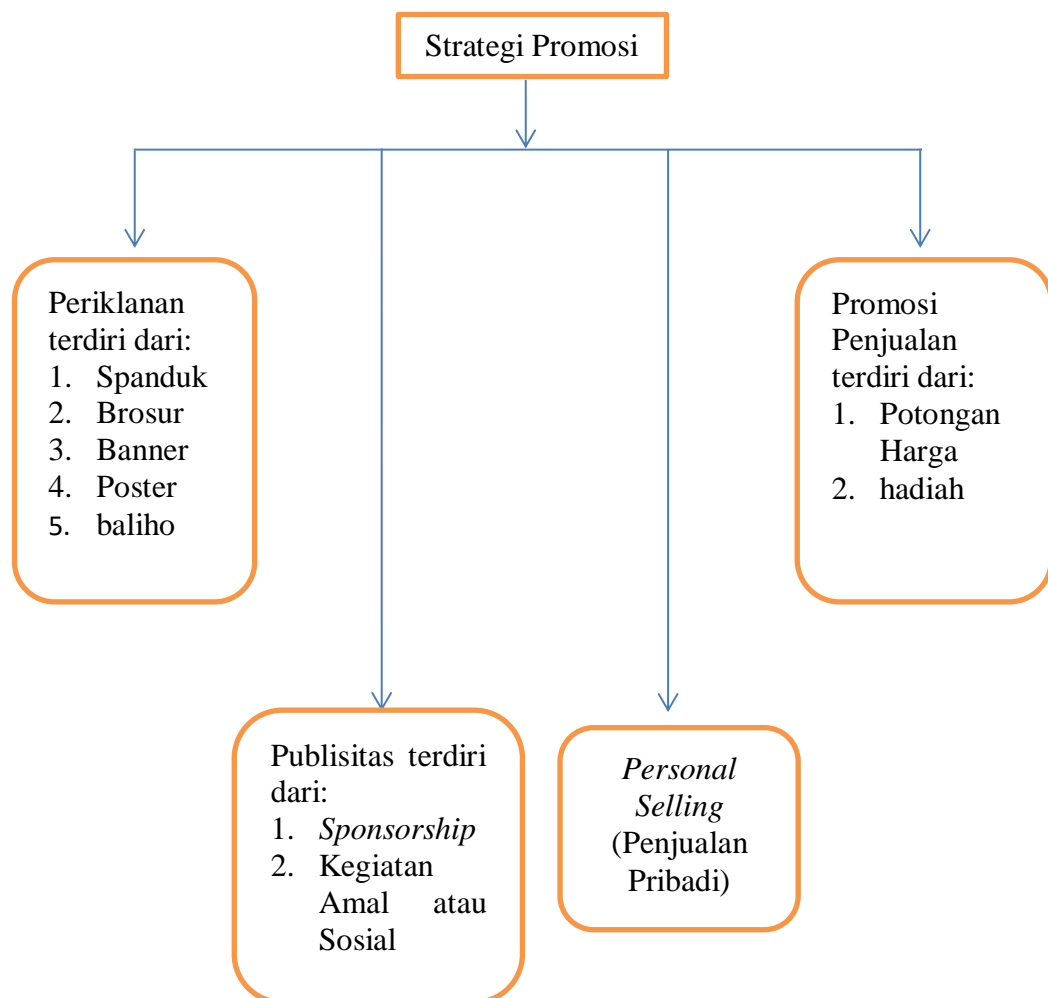 Strategi Promosi
Periklanan
terdiri dari:
1. Spanduk
2. Brosur
3. Banner
4. Poster
5. baliho
Promosi
Penjualan
terdiri dari:
1. Potongan
Harga
2. hadiah
Publisitas terdiri
dari:
1. Sponsorship
2. Kegiatan
Amal atau
Sosial
Personal
Selling
(Penjualan
Pribadi)